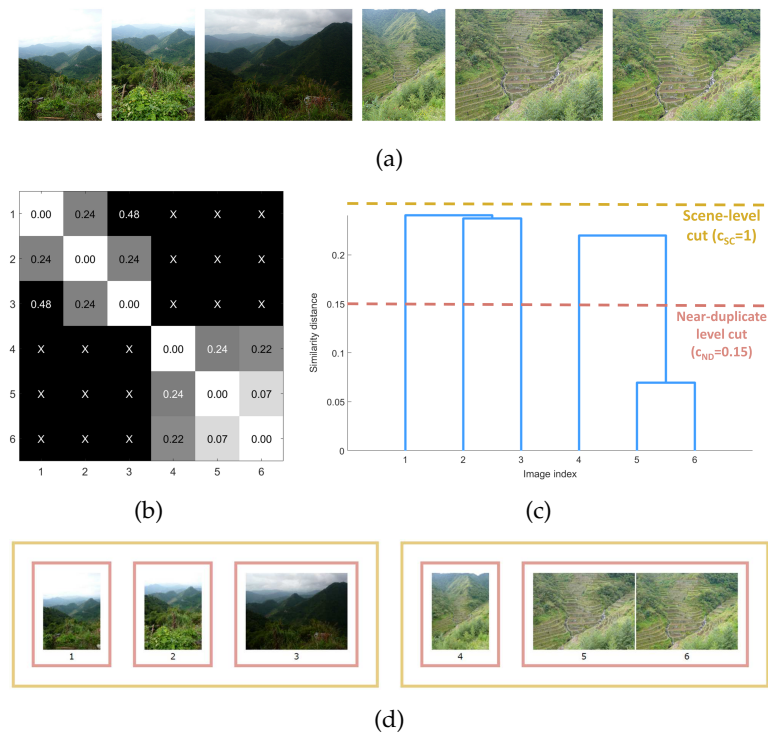 (a)
1 0.00 0.24 0.48 X X X
2 0.24 0.00 0.24 X X X
3 0.48 0.24 0.00 X X X
4 X X X 0.00 0.24 0.22
5 X X X 0.24 0.00 0.07
6 X X X 0.22 0.07 0.00
1 2 3 4 5 6
(b)
Scene-level
cut (c_SC=1)
Near-duplicate
level cut
(c_ND=0.15)
Similarity distance
0.2
0.15
0.1
0.05
0
1 2 3 4 5 6
Image index
(c)
1 2 3 4 5 6
(d)